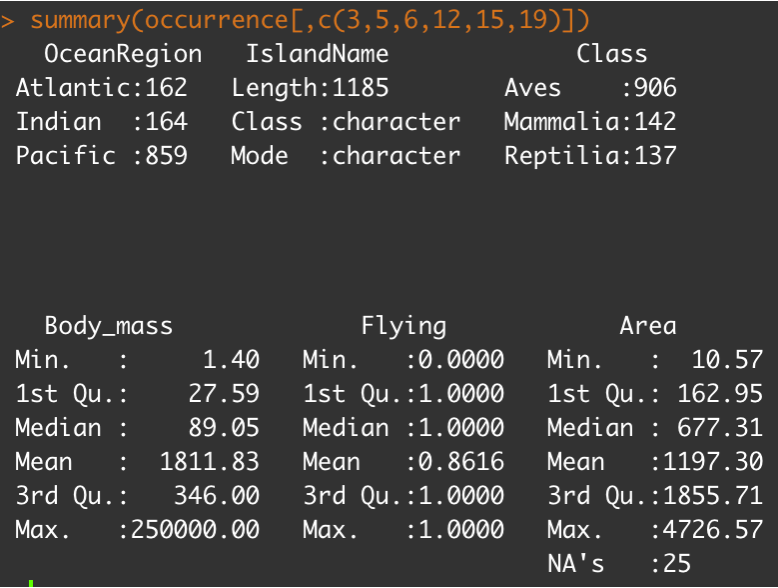 > summary(occurrence[,c(3,5,6,12,15,19)])
   OceanRegion   IslandName             Class
 Atlantic:162   Length:1185        Aves    :906
 Indian  :164   Class :character   Mammalia:142
 Pacific :859   Mode  :character   Reptilia:137
   Body_mass             Flying            Area
 Min.   :     1.40   Min.   :0.0000   Min.   :  10.57
 1st Qu.:    27.59   1st Qu.:1.0000   1st Qu.: 162.95
 Median :    89.05   Median :1.0000   Median : 677.31
 Mean   :  1811.83   Mean   :0.8616   Mean   :1197.30
 3rd Qu.:   346.00   3rd Qu.:1.0000   3rd Qu.:1855.71
 Max.   :250000.00   Max.   :1.0000   Max.   :4726.57
                                      NA's   :25